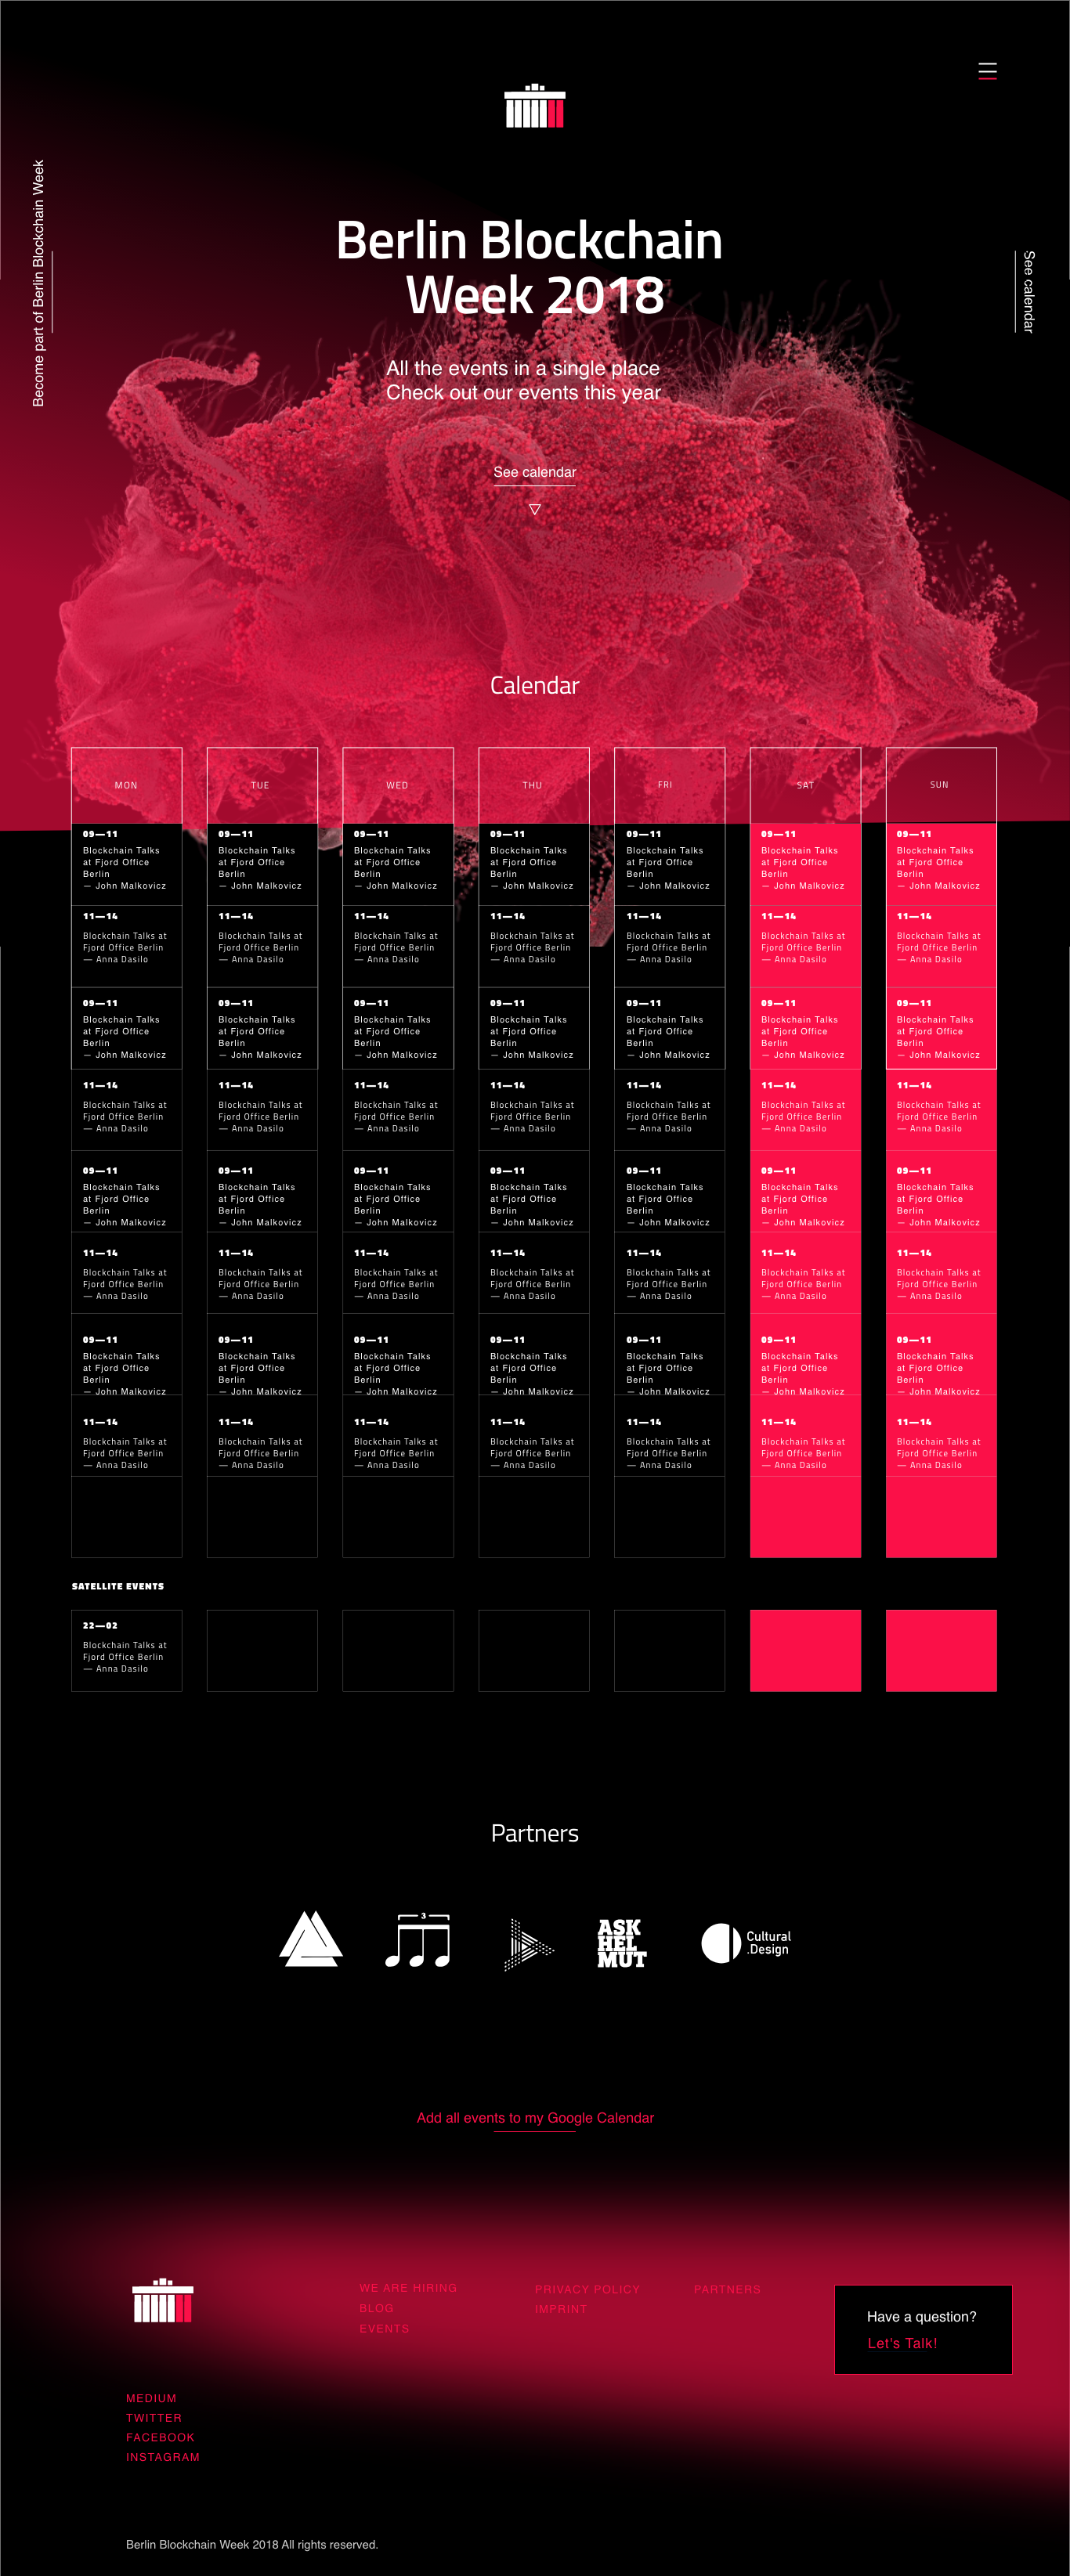 Become part of Berlin Blockchain Week
See calendar
Berlin Blockchain
Week 2018
All the events in a single place
Check out our events this year
See calendar
Calendar
MON TUE WED THU FRI SAT SUN
09—11 09—11 09—11 09—11 09—11 09—11 09—11
Blockchain Talks Blockchain Talks Blockchain Talks Blockchain Talks Blockchain Talks Blockchain Talks Blockchain Talks
at Fjord Office at Fjord Office at Fjord Office at Fjord Office at Fjord Office at Fjord Office at Fjord Office
Berlin Berlin Berlin Berlin Berlin Berlin Berlin
— John Malkovicz — John Malkovicz — John Malkovicz — John Malkovicz — John Malkovicz — John Malkovicz — John Malkovicz
11—14 11—14 11—14 11—14 11—14 11—14 11—14
Blockchain Talks at Blockchain Talks at Blockchain Talks at Blockchain Talks at Blockchain Talks at Blockchain Talks at Blockchain Talks at
Fjord Office Berlin Fjord Office Berlin Fjord Office Berlin Fjord Office Berlin Fjord Office Berlin Fjord Office Berlin Fjord Office Berlin
— Anna Dasilo — Anna Dasilo — Anna Dasilo — Anna Dasilo — Anna Dasilo — Anna Dasilo — Anna Dasilo
09—11 09—11 09—11 09—11 09—11 09—11 09—11
Blockchain Talks Blockchain Talks Blockchain Talks Blockchain Talks Blockchain Talks Blockchain Talks Blockchain Talks
at Fjord Office at Fjord Office at Fjord Office at Fjord Office at Fjord Office at Fjord Office at Fjord Office
Berlin Berlin Berlin Berlin Berlin Berlin Berlin
— John Malkovicz — John Malkovicz — John Malkovicz — John Malkovicz — John Malkovicz — John Malkovicz — John Malkovicz
11—14 11—14 11—14 11—14 11—14 11—14 11—14
Blockchain Talks at Blockchain Talks at Blockchain Talks at Blockchain Talks at Blockchain Talks at Blockchain Talks at Blockchain Talks at
Fjord Office Berlin Fjord Office Berlin Fjord Office Berlin Fjord Office Berlin Fjord Office Berlin Fjord Office Berlin Fjord Office Berlin
— Anna Dasilo — Anna Dasilo — Anna Dasilo — Anna Dasilo — Anna Dasilo — Anna Dasilo — Anna Dasilo
09—11 09—11 09—11 09—11 09—11 09—11 09—11
Blockchain Talks Blockchain Talks Blockchain Talks Blockchain Talks Blockchain Talks Blockchain Talks Blockchain Talks
at Fjord Office at Fjord Office at Fjord Office at Fjord Office at Fjord Office at Fjord Office at Fjord Office
Berlin Berlin Berlin Berlin Berlin Berlin Berlin
— John Malkovicz — John Malkovicz — John Malkovicz — John Malkovicz — John Malkovicz — John Malkovicz — John Malkovicz
11—14 11—14 11—14 11—14 11—14 11—14 11—14
Blockchain Talks at Blockchain Talks at Blockchain Talks at Blockchain Talks at Blockchain Talks at Blockchain Talks at Blockchain Talks at
Fjord Office Berlin Fjord Office Berlin Fjord Office Berlin Fjord Office Berlin Fjord Office Berlin Fjord Office Berlin Fjord Office Berlin
— Anna Dasilo — Anna Dasilo — Anna Dasilo — Anna Dasilo — Anna Dasilo — Anna Dasilo — Anna Dasilo
09—11 09—11 09—11 09—11 09—11 09—11 09—11
Blockchain Talks Blockchain Talks Blockchain Talks Blockchain Talks Blockchain Talks Blockchain Talks Blockchain Talks
at Fjord Office at Fjord Office at Fjord Office at Fjord Office at Fjord Office at Fjord Office at Fjord Office
Berlin Berlin Berlin Berlin Berlin Berlin Berlin
— John Malkovicz — John Malkovicz — John Malkovicz — John Malkovicz — John Malkovicz — John Malkovicz — John Malkovicz
11—14 11—14 11—14 11—14 11—14 11—14 11—14
Blockchain Talks at Blockchain Talks at Blockchain Talks at Blockchain Talks at Blockchain Talks at Blockchain Talks at Blockchain Talks at
Fjord Office Berlin Fjord Office Berlin Fjord Office Berlin Fjord Office Berlin Fjord Office Berlin Fjord Office Berlin Fjord Office Berlin
— Anna Dasilo — Anna Dasilo — Anna Dasilo — Anna Dasilo — Anna Dasilo — Anna Dasilo — Anna Dasilo
SATELLITE EVENTS
22—02
Blockchain Talks at
Fjord Office Berlin
— Anna Dasilo
Partners
3
ASK
HEL
MUT
Cultural
.Design
Add all events to my Google Calendar
WE ARE HIRING
BLOG
EVENTS
PRIVACY POLICY
IMPRINT
PARTNERS
Have a question?
Let's Talk!
MEDIUM
TWITTER
FACEBOOK
INSTAGRAM
Berlin Blockchain Week 2018 All rights reserved.